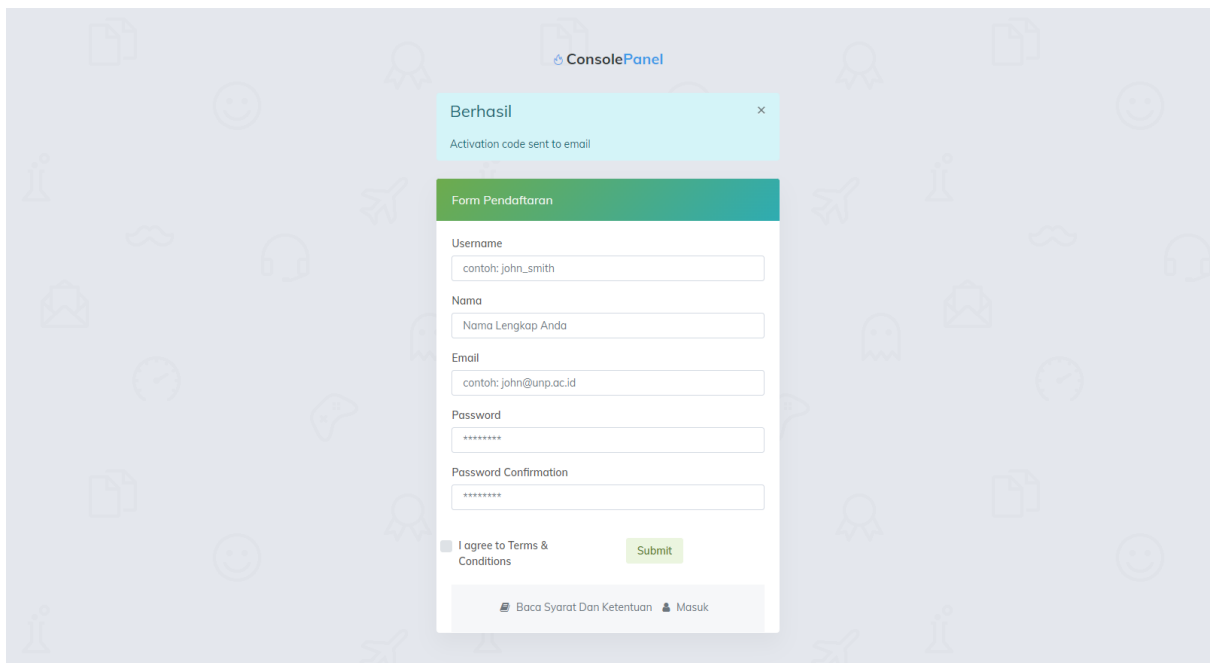 ConsolePanel
Berhasil
×
Activation code sent to email
Form Pendaftaran
Username
contoh: john_smith
Nama
Nama Lengkap Anda
Email
contoh: john@unp.ac.id
Password
********
Password Confirmation
********
I agree to Terms &
Conditions
Submit
Baca Syarat Dan Ketentuan Masuk